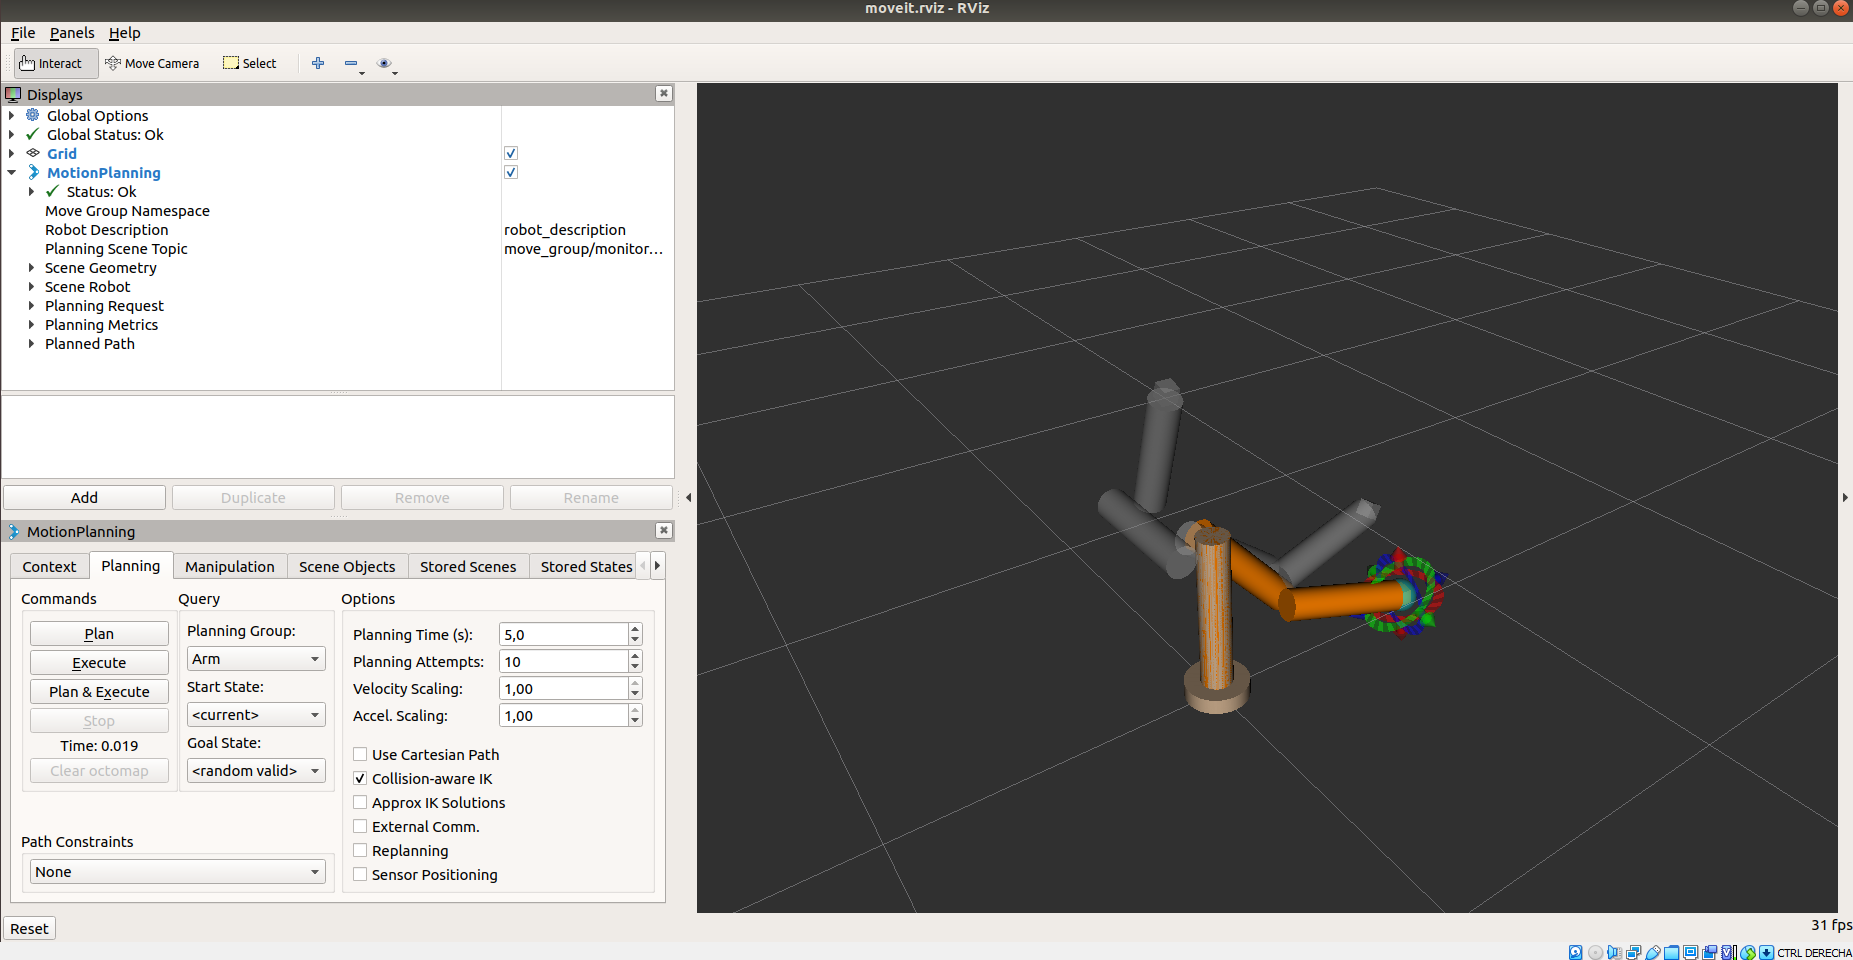 moveit.rviz - RViz
File Panels Help
Interact Move Camera Select
Displays
Global Options
Global Status: Ok
Grid
MotionPlanning
Status: Ok
Move Group Namespace
Robot Description robot_description
Planning Scene Topic move_group/monitor...
Scene Geometry
Scene Robot
Planning Request
Planning Metrics
Planned Path
Add Duplicate Remove Rename
MotionPlanning
Context Planning Manipulation Scene Objects Stored Scenes Stored States
Commands Query Options
Plan Planning Group: Planning Time (s): 5,0
Execute Arm Planning Attempts: 10
Plan & Execute Start State: Velocity Scaling: 1,00
Stop <current> Accel. Scaling: 1,00
Time: 0.019 Goal State: Use Cartesian Path
Clear octomap <random valid> Collision-aware IK
Approx IK Solutions
External Comm.
Path Constraints Replanning
None Sensor Positioning
Reset
31 fps
CTRL DERECHA